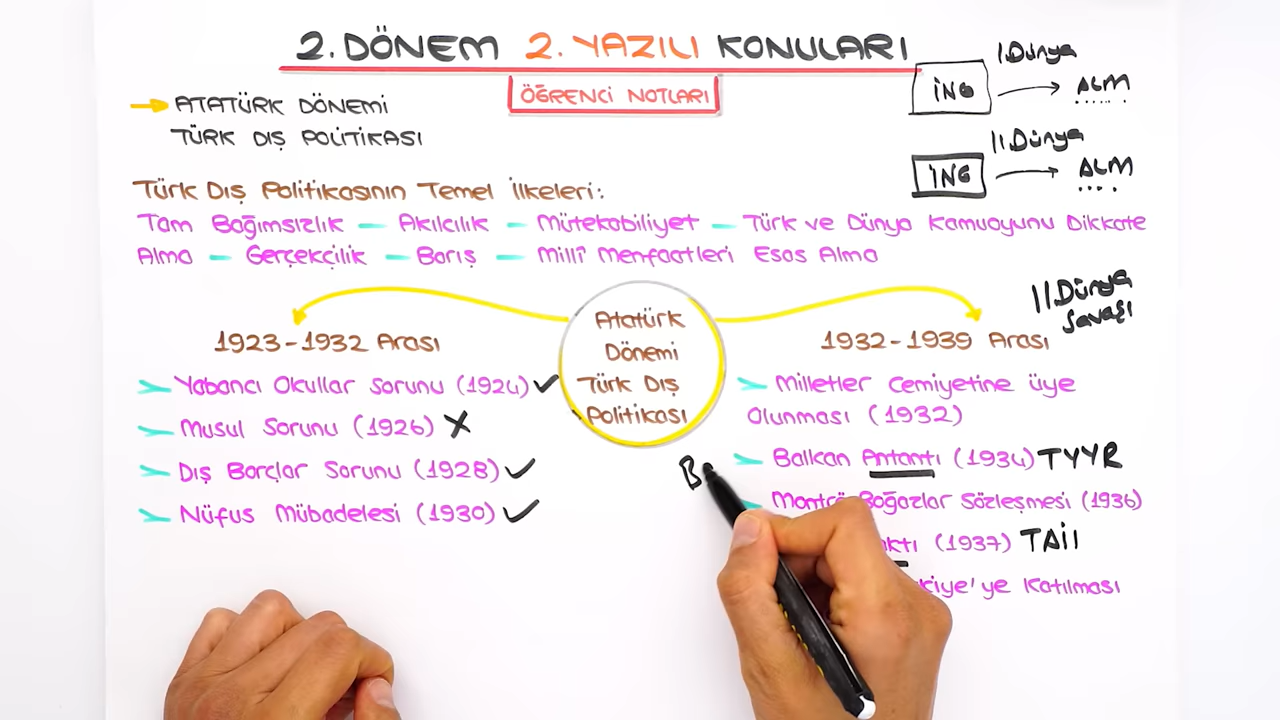 2. DÖNEM 2. YAZILI KONULARI
ÖĞRENCİ NOTLARI
I.Dünya
İNG ALM
II.Dünya
İNG ALM
ATATÜRK DÖNEMİ
TÜRK DIŞ POLİTİKASI
Türk Dış Politikasının Temel İlkeleri:
Tam Bağımsızlık – Akılcılık – Mütekabiliyet – Türk ve Dünya Kamuoyunu Dikkate
Alma – Gerçekçilik – Barış – Millî Menfaatleri Esas Alma
Atatürk
Dönemi
Türk Dış
Politikası
1923-1932 Arası
Yabancı Okullar Sorunu (1924)
Musul Sorunu (1926) X
Dış Borçlar Sorunu (1928)
Nüfus Mübadelesi (1930)
II.Dünya
Savaşı
1932-1939 Arası
Milletler Cemiyetine üye
Olunması (1932)
Balkan Antantı (1934) TYYR
B
Montrö Boğazlar Sözleşmesi (1936)
(1937) TAİI
Katılması